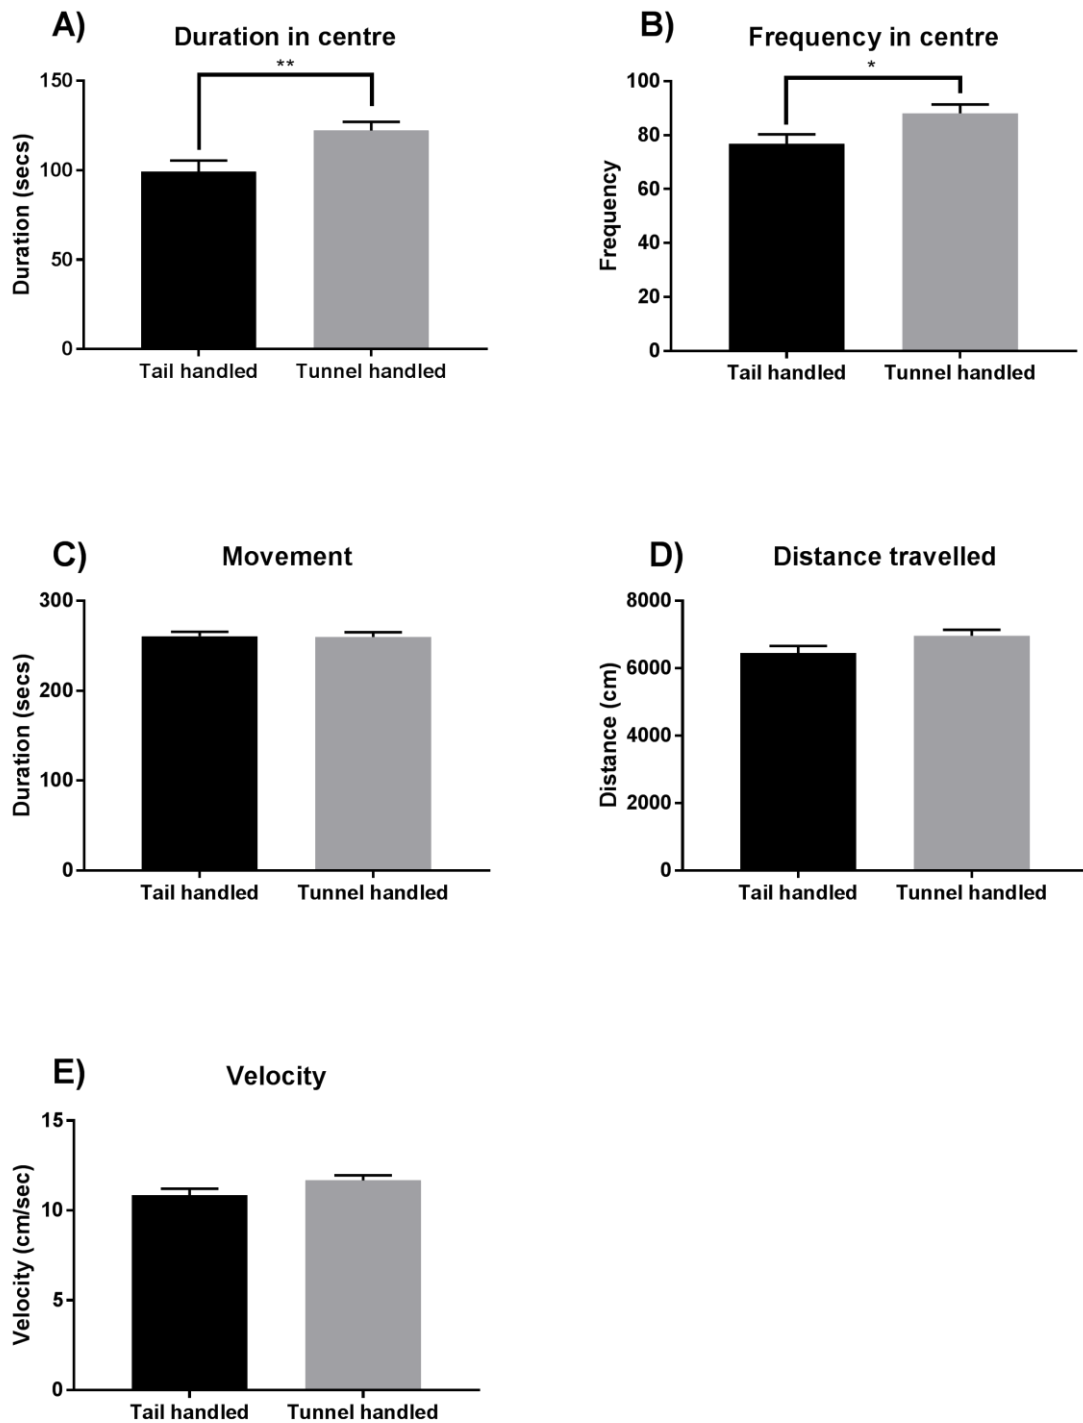 A)
Duration in centre
**
Duration (secs)
150
100
50
0
Tail handled
Tunnel handled
B)
Frequency in centre
*
Frequency
100
80
60
40
20
0
Tail handled
Tunnel handled
C)
Movement
Duration (secs)
300
200
100
0
Tail handled
Tunnel handled
D)
Distance travelled
Distance (cm)
8000
6000
4000
2000
0
Tail handled
Tunnel handled
E)
Velocity
Velocity (cm/sec)
15
10
5
0
Tail handled
Tunnel handled